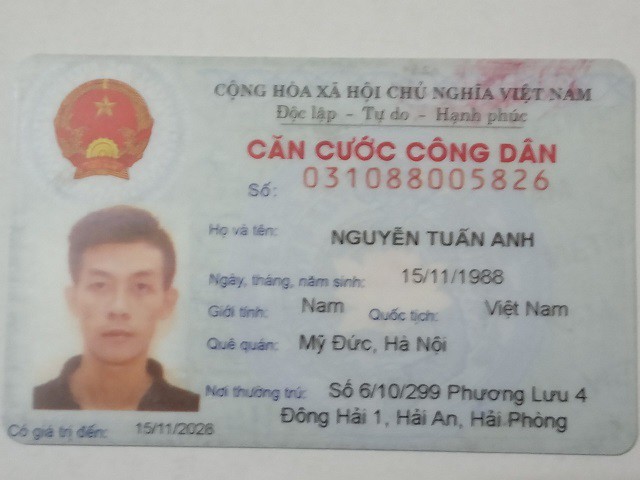 CỘNG HÒA XÃ HỘI CHỦ NGHĨA VIỆT NAM
Độc lập - Tự do - Hạnh phúc
CĂN CƯỚC CÔNG DÂN
Số: 031088005826
Họ và tên: NGUYỄN TUẤN ANH
Ngày, tháng, năm sinh: 15/11/1988
Giới tính: Nam Quốc tịch: Việt Nam
Quê quán: Mỹ Đức, Hà Nội
Nơi thường trú: Số 6/10/299 Phương Lưu 4
Đông Hải 1, Hải An, Hải Phòng
Có giá trị đến: 15/11/2028